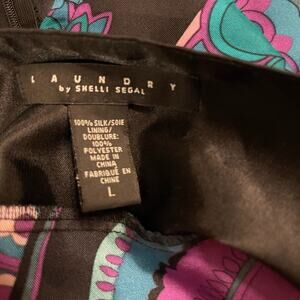 LAUNDRY
by SHELLI SEGAL
100% SILK/SOIE
LINING/
DOUBLURE:
100%
POLYESTER
MADE IN
CHINA
FABRIQUÉ EN
CHINE
L